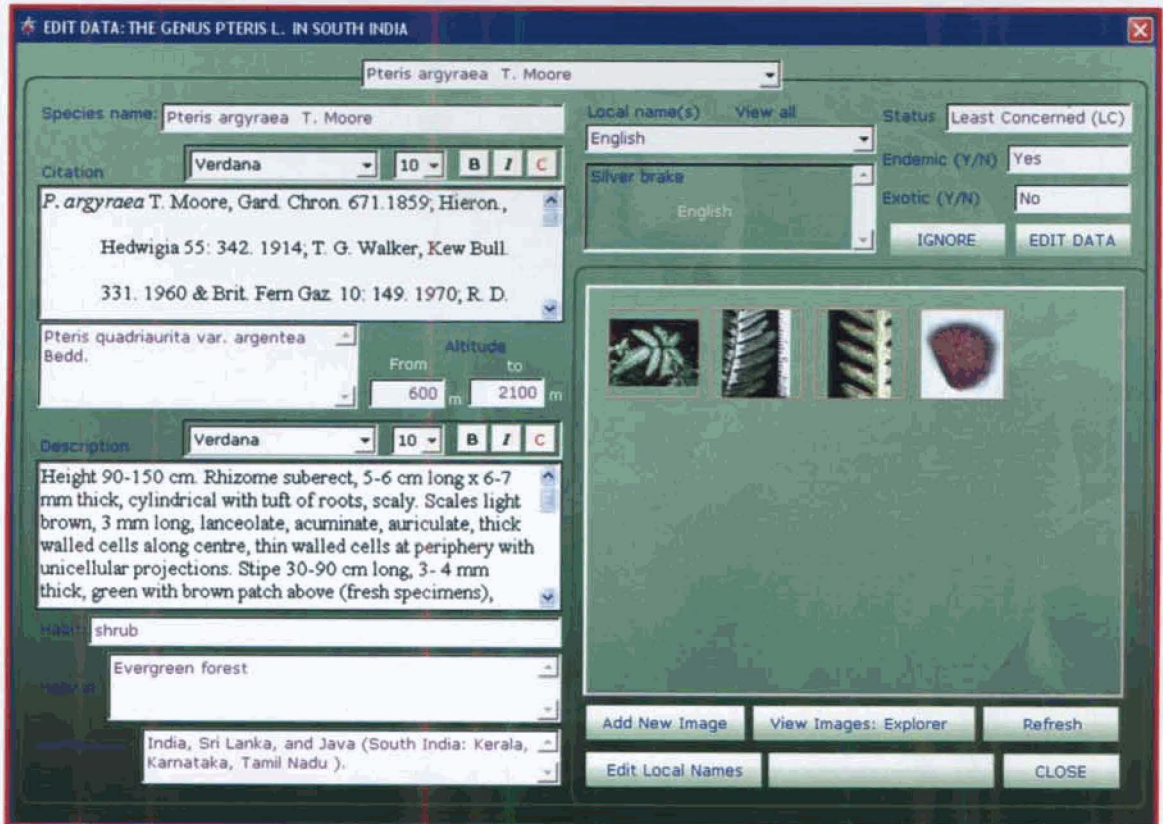 EDIT DATA: THE GENUS PTERIS L. IN SOUTH INDIA
Pteris argyraea T. Moore
Species name: Pteris argyraea T. Moore
Citation Verdana 10 B I C
P. argyraea T. Moore, Gard. Chron. 671.1859; Hieron.,
Hedwigia 55: 342. 1914; T. G. Walker, Kew Bull.
331. 1960 & Brit. Fern Gaz. 10: 149. 1970; R. D.
Pteris quadriaurita var. argentea
Bedd.
Altitude
From to
600 m 2100 m
Description Verdana 10 B I C
Height 90-150 cm. Rhizome suberect, 5-6 cm long x 6-7
mm thick, cylindrical with tuft of roots, scaly. Scales light
brown, 3 mm long, lanceolate, acuminate, auriculate, thick
walled cells along centre, thin walled cells at periphery with
unicellular projections. Stipe 30-90 cm long, 3- 4 mm
thick, green with brown patch above (fresh specimens),
Habit shrub
Habitat Evergreen forest
India, Sri Lanka, and Java (South India: Kerala,
Karnataka, Tamil Nadu ).
Local name(s) View all
English
Silver brake
English
Status Least Concerned (LC)
Endemic (Y/N) Yes
Exotic (Y/N) No
IGNORE EDIT DATA
Add New Image View Images: Explorer Refresh
Edit Local Names CLOSE